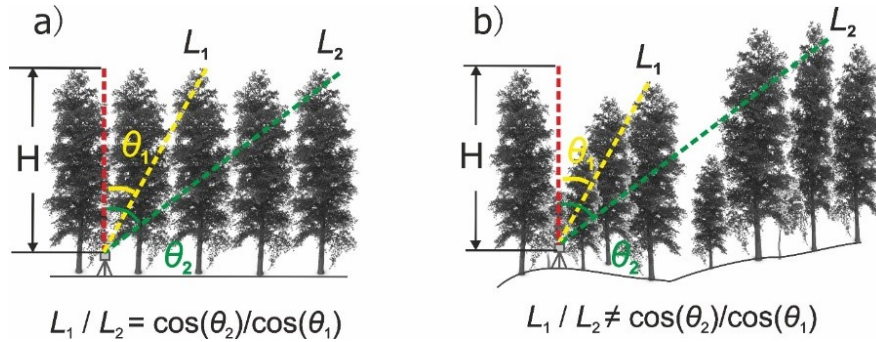 a)
L₁
L₂
H
θ₁
θ₂
L₁ / L₂ = cos(θ₂)/cos(θ₁)
b)
L₁
L₂
H
θ₁
θ₂
L₁ / L₂ ≠ cos(θ₂)/cos(θ₁)